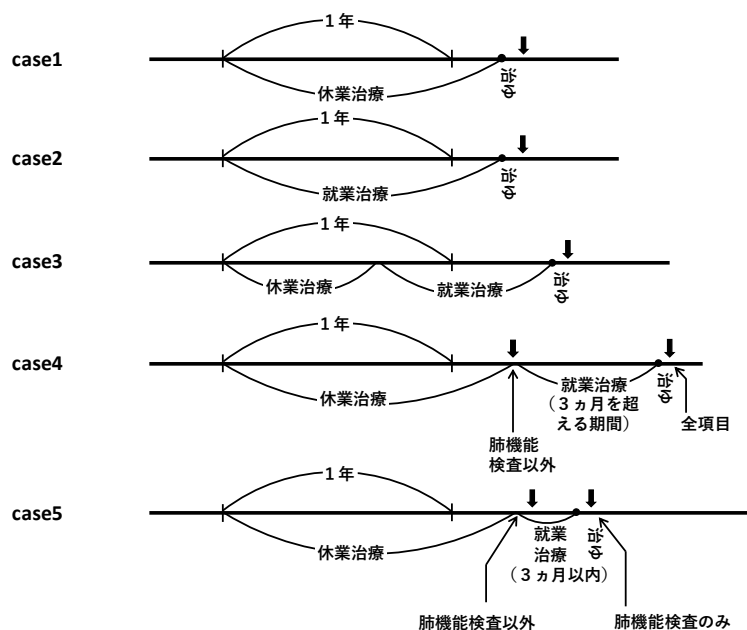 １年
case1
休業治療
治ゆ
１年
case2
就業治療
治ゆ
１年
case3
休業治療
就業治療
治ゆ
１年
case4
休業治療
就業治療
（３ヵ月を超
える期間）
治ゆ
全項目
肺機能
検査以外
１年
case5
休業治療
就業
治療
（３ヵ月以内）
治ゆ
肺機能検査以外
肺機能検査のみ